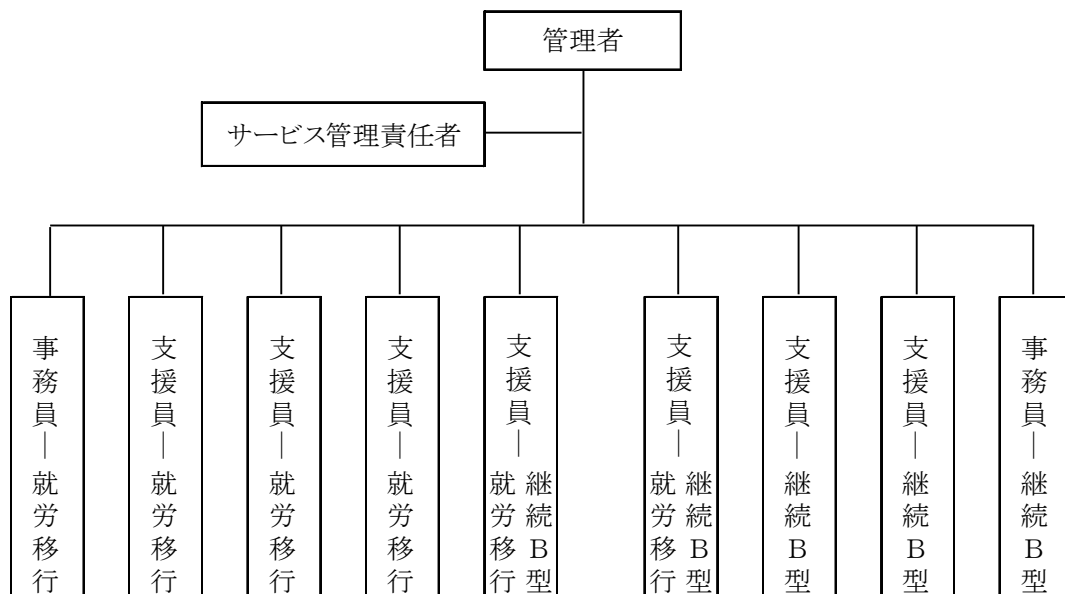 管理者
サービス管理責任者
事務員―就労移行
支援員―就労移行
支援員―就労移行
支援員―就労移行
支援員―継続B型
就労移行
支援員―継続B型
就労移行
支援員―継続B型
支援員―継続B型
事務員―継続B型